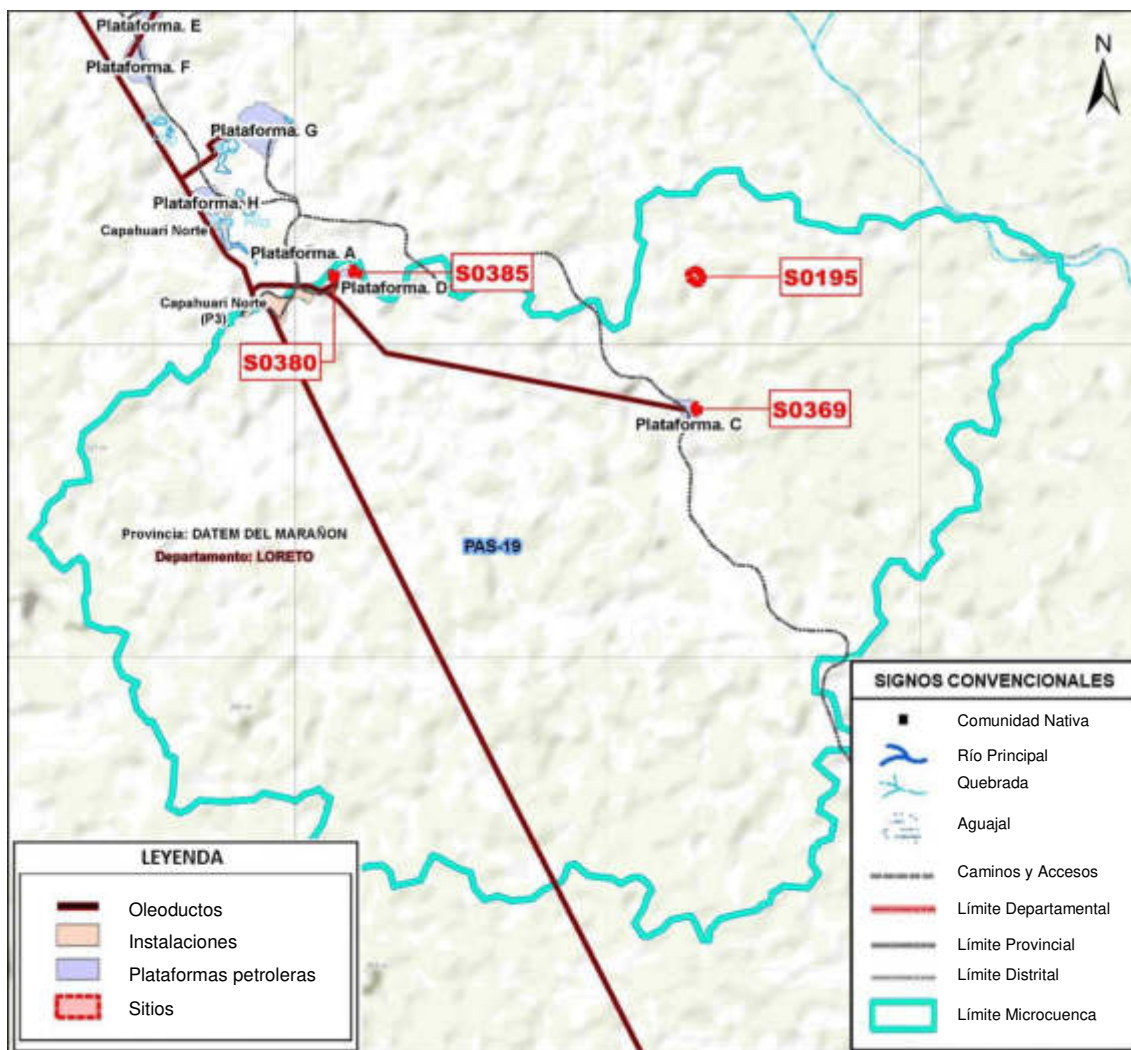 Plataforma. E
N
Plataforma. F
Plataforma. G
Plataforma. H
Capahuari Norte
Plataforma. A
S0385
S0195
Plataforma. D
Capahuari Norte
(P3)
S0380
S0369
Plataforma. C
Provincia: DATEM DEL MARAÑON
Departamento: LORETO
PAS-19
SIGNOS CONVENCIONALES
Comunidad Nativa
Río Principal
Quebrada
Aguajal
Caminos y Accesos
Límite Departamental
Límite Provincial
Límite Distrital
Límite Microcuenca
LEYENDA
Oleoductos
Instalaciones
Plataformas petroleras
Sitios